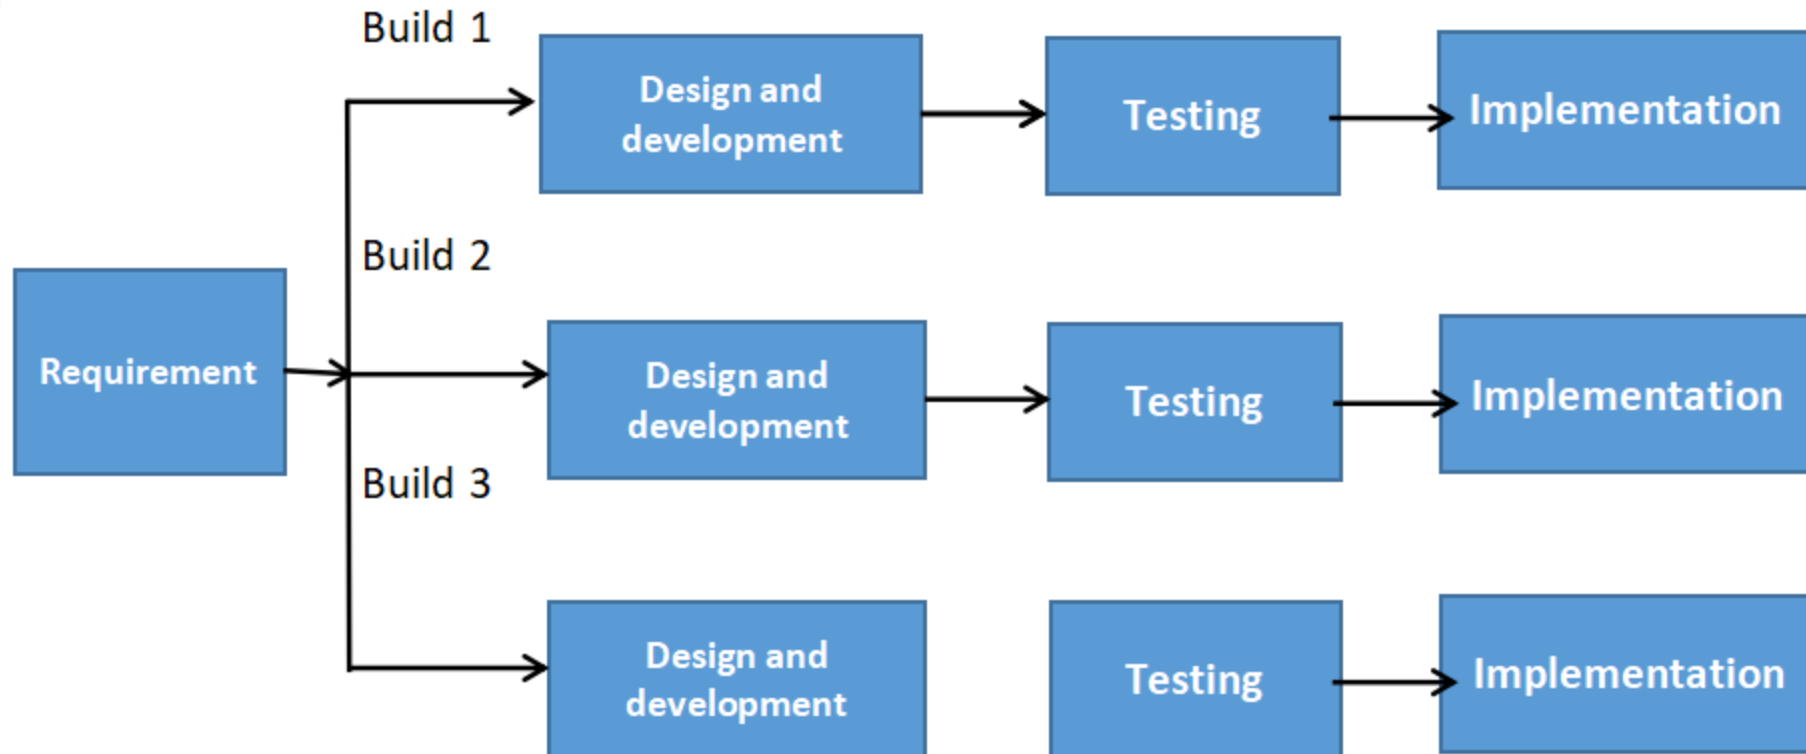 Build 1
Design and
development
Testing
Implementation
Build 2
Requirement
Design and
development
Testing
Implementation
Build 3
Design and
development
Testing
Implementation